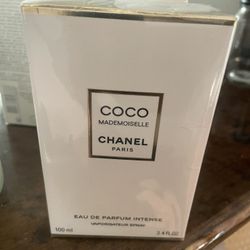 COCO
MADEMOISELLE
CHANEL
PARIS
EAU DE PARFUM INTENSE
VAPORISATEUR SPRAY
100 ml
3.4 FL.OZ